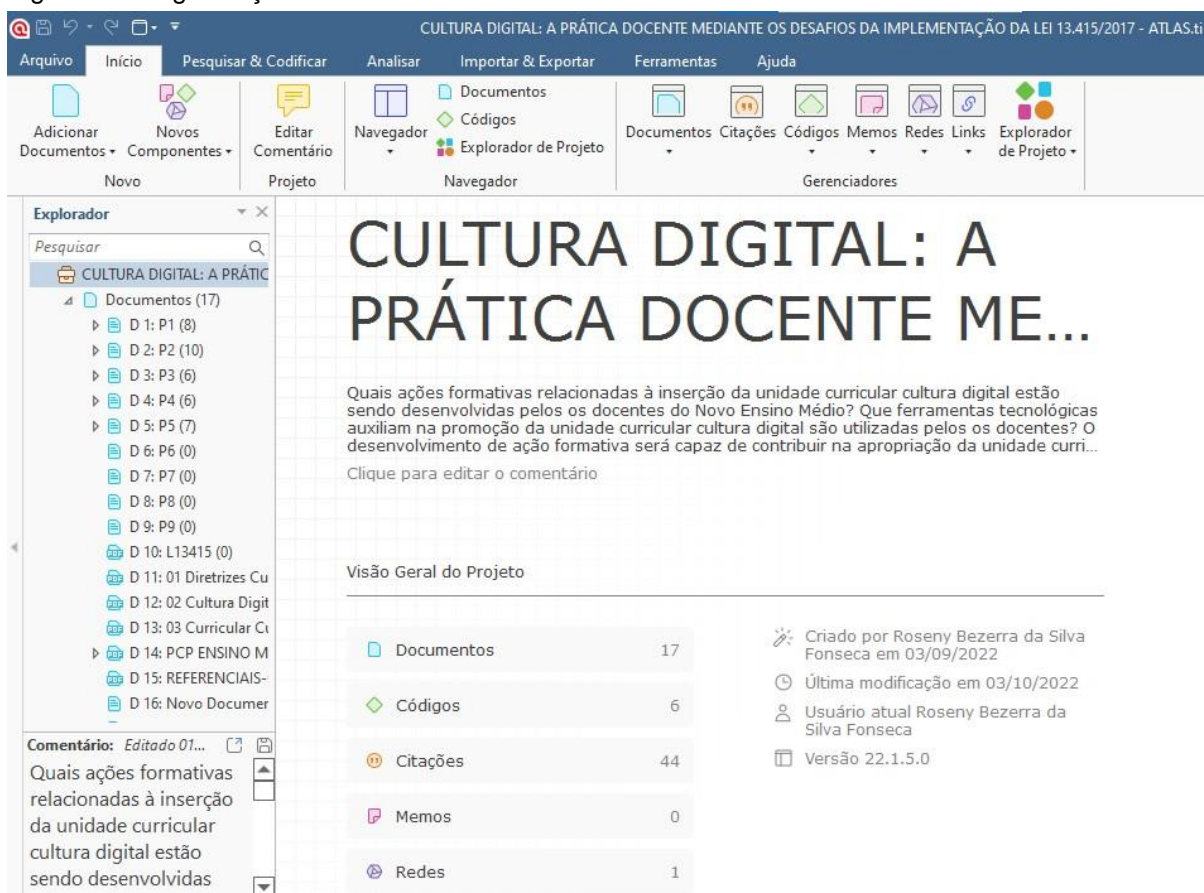 CULTURA DIGITAL: A PRÁTICA DOCENTE MEDIANTE OS DESAFIOS DA IMPLEMENTAÇÃO DA LEI 13.415/2017 - ATLAS.ti
Arquivo Início Pesquisar & Codificar Analisar Importar & Exportar Ferramentas Ajuda
Adicionar Documentos
Novos Componentes
Novo
Editar Comentário
Projeto
Navegador
Documentos
Códigos
Explorador de Projeto
Navegador
Documentos Citações Códigos Memos Redes Links Explorador de Projeto
Gerenciadores
Explorador
Pesquisar
CULTURA DIGITAL: A PRÁTIC
Documentos (17)
D 1: P1 (8)
D 2: P2 (10)
D 3: P3 (6)
D 4: P4 (6)
D 5: P5 (7)
D 6: P6 (0)
D 7: P7 (0)
D 8: P8 (0)
D 9: P9 (0)
D 10: L13415 (0)
D 11: 01 Diretrizes Cu
D 12: 02 Cultura Digit
D 13: 03 Curricular Cu
D 14: PCP ENSINO M
D 15: REFERENCIAIS-
D 16: Novo Documer
Comentário: Editado 01...
Quais ações formativas
relacionadas à inserção
da unidade curricular
cultura digital estão
sendo desenvolvidas
CULTURA DIGITAL: A
PRÁTICA DOCENTE ME...
Quais ações formativas relacionadas à inserção da unidade curricular cultura digital estão
sendo desenvolvidas pelos os docentes do Novo Ensino Médio? Que ferramentas tecnológicas
auxiliam na promoção da unidade curricular cultura digital são utilizadas pelos os docentes? O
desenvolvimento de ação formativa será capaz de contribuir na apropriação da unidade curri...
Clique para editar o comentário
Visão Geral do Projeto
Documentos 17
Códigos 6
Citações 44
Memos 0
Redes 1
Criado por Roseny Bezerra da Silva
Fonseca em 03/09/2022
Última modificação em 03/10/2022
Usuário atual Roseny Bezerra da
Silva Fonseca
Versão 22.1.5.0